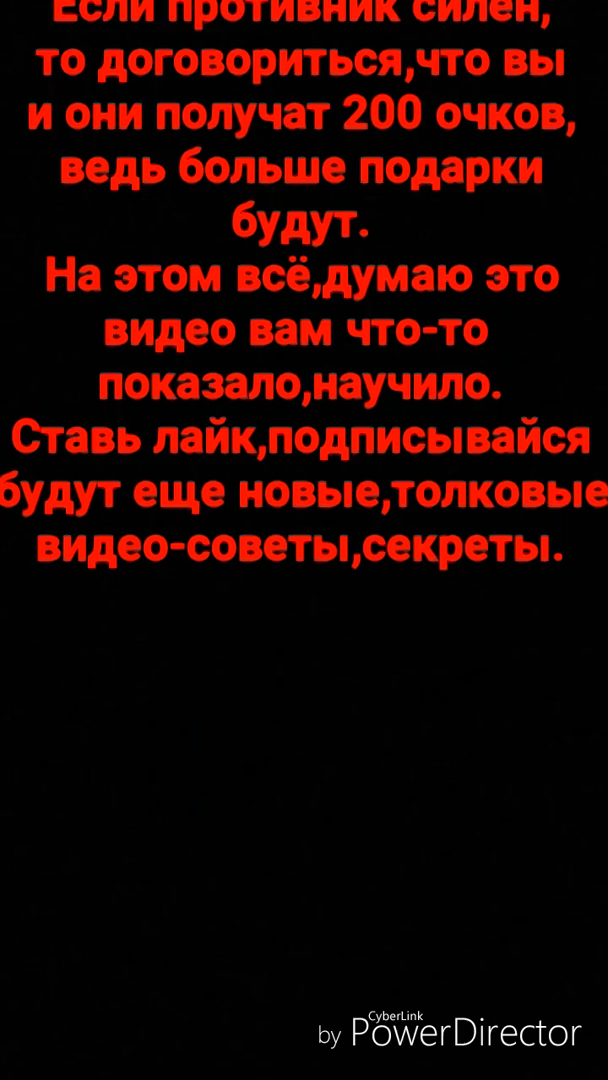 Если противник силен,
то договориться,что вы
и они получат 200 очков,
ведь больше подарки
будут.
На этом всё,думаю это
видео вам что-то
показало,научило.
Ставь лайк,подписывайся
будут еще новые,толковые
видео-советы,секреты.
CyberLink
by PowerDirector